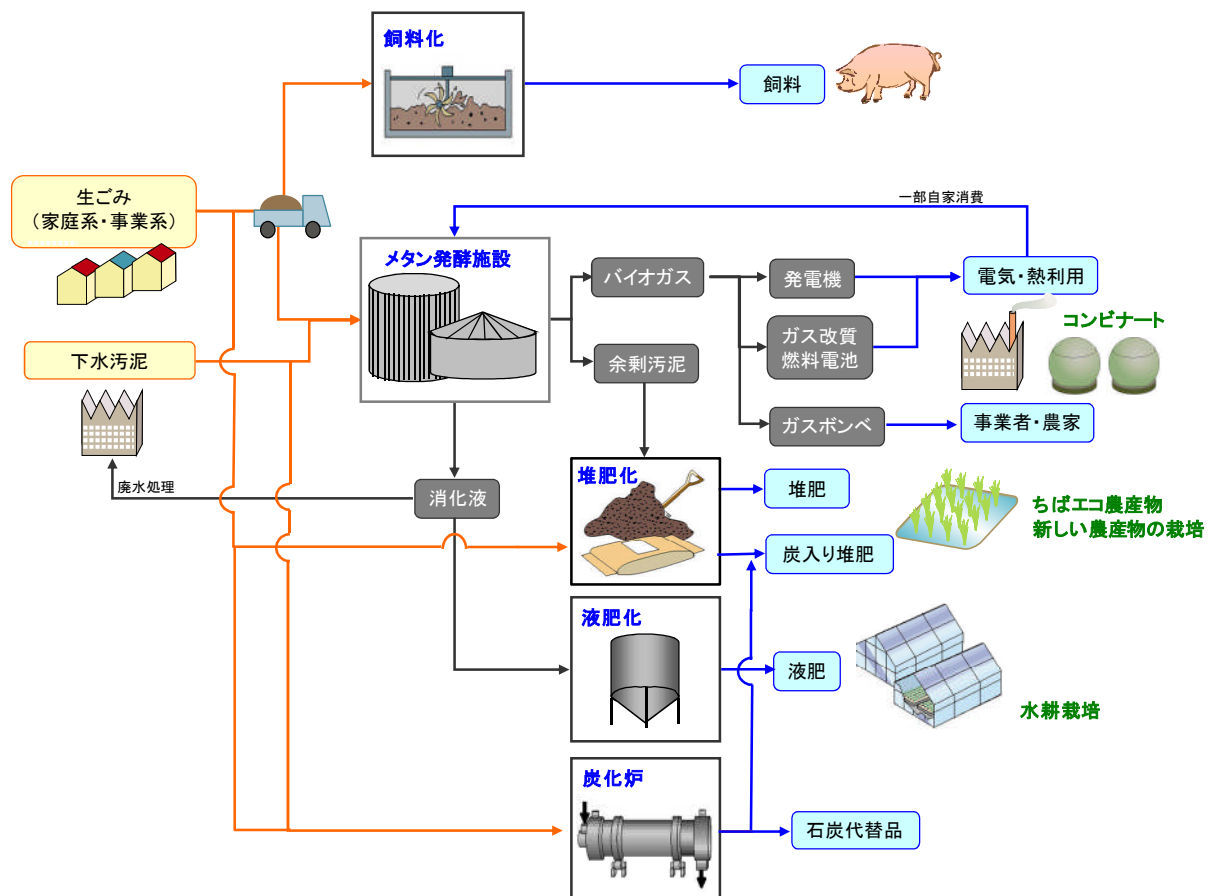 飼料化
飼料
生ごみ
（家庭系・事業系）
一部自家消費
メタン発酵施設
バイオガス
発電機
電気・熱利用
コンビナート
ガス改質
燃料電池
下水汚泥
余剰汚泥
ガスボンベ
事業者・農家
堆肥化
堆肥
廃水処理
消化液
ちばエコ農産物
新しい農産物の栽培
炭入り堆肥
液肥化
液肥
水耕栽培
炭化炉
石炭代替品